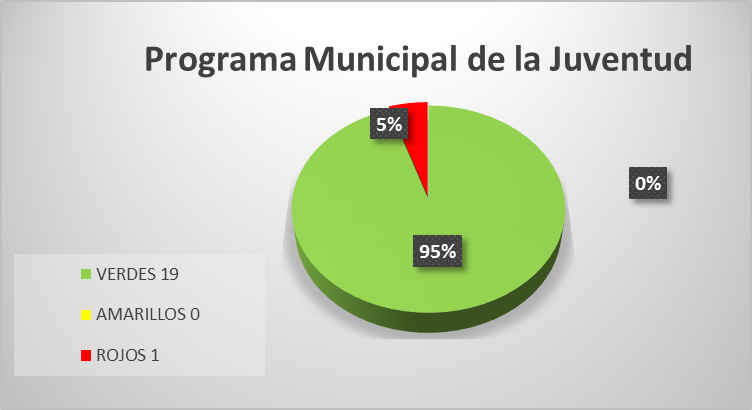 Programa Municipal de la Juventud
5%
0%
95%
VERDES 19
AMARILLOS 0
ROJOS 1